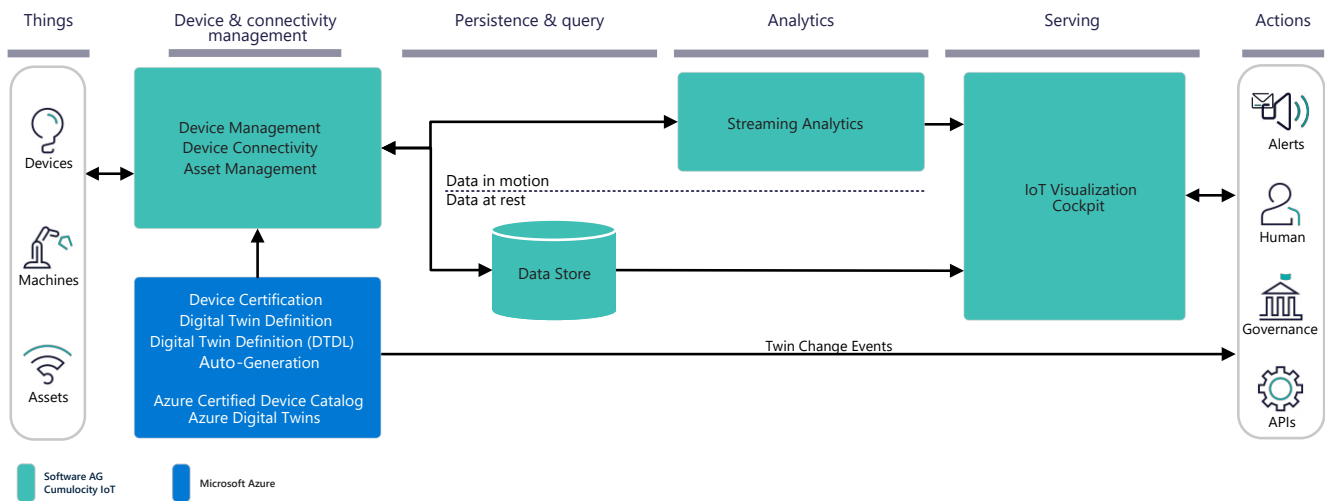 Things
Device & connectivity
management
Persistence & query
Analytics
Serving
Actions
Devices
Machines
Assets
Device Management
Device Connectivity
Asset Management
Device Certification
Digital Twin Definition
Digital Twin Definition (DTDL)
Auto-Generation
Azure Certified Device Catalog
Azure Digital Twins
Data in motion
Data at rest
Data Store
Streaming Analytics
IoT Visualization
Cockpit
Twin Change Events
Alerts
Human
Governance
APIs
Software AG
Cumulocity IoT
Microsoft Azure